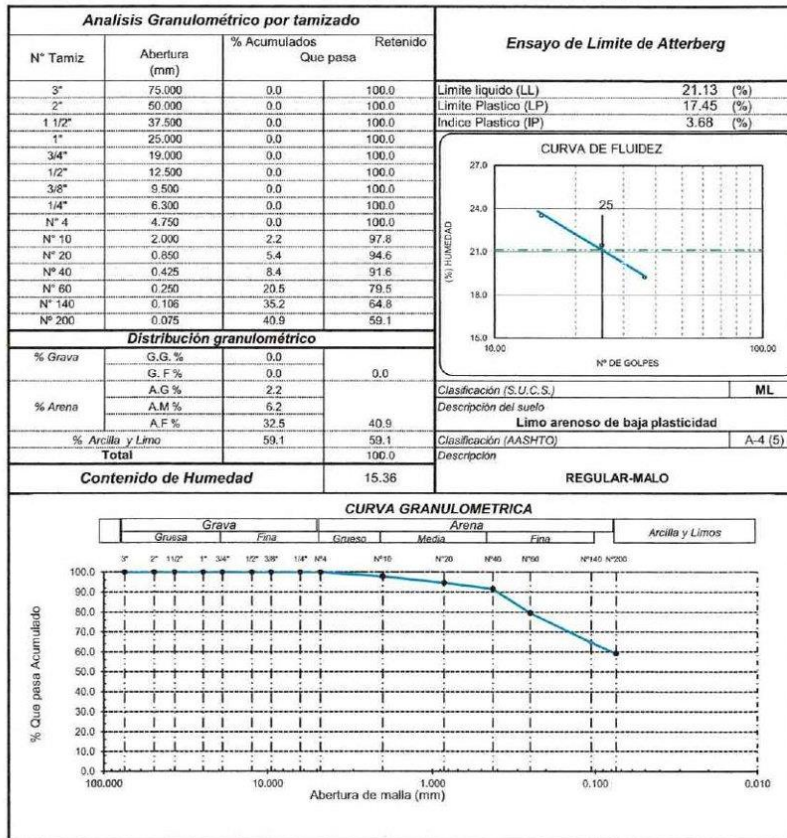 Analisis Granulométrico por tamizado
N° Tamiz Abertura (mm) % Acumulados Retenido Que pasa
3" 75.000 0.0 100.0
2" 50.000 0.0 100.0
1 1/2" 37.500 0.0 100.0
1" 25.000 0.0 100.0
3/4" 19.000 0.0 100.0
1/2" 12.500 0.0 100.0
3/8" 9.500 0.0 100.0
1/4" 6.300 0.0 100.0
N° 4 4.750 0.0 100.0
N° 10 2.000 2.2 97.8
N° 20 0.850 5.4 94.6
Nº 40 0.425 8.4 91.6
N° 60 0.250 20.5 79.5
N° 140 0.106 35.2 64.8
Nº 200 0.075 40.9 59.1
Distribución granulométrico
% Grava G.G. % 0.0
G. F % 0.0 0.0
A.G % 2.2
% Arena A.M % 6.2
A.F % 32.5 40.9
% Arcilla y Limo 59.1 59.1
Total 100.0
Contenido de Humedad 15.36
Ensayo de Límite de Atterberg
Limite liquido (LL) 21.13 (%)
Limite Plastico (LP) 17.45 (%)
Indice Plastico (IP) 3.68 (%)
CURVA DE FLUIDEZ
27.0
24.0
21.0
18.0
15.0
25
(%) HUMEDAD
10.00 100.00
Nº DE GOLPES
Clasificación (S.U.C.S.) ML
Descripción del suelo
Limo arenoso de baja plasticidad
Clasificación (AASHTO) A-4 (5)
Descripción
REGULAR-MALO
CURVA GRANULOMETRICA
Grava Arena Arcilla y Limos
Gruesa Fina Grueso Media Fina
3" 2" 11/2" 1" 3/4" 1/2" 3/8" 1/4" Nº4 Nº10 Nº20 Nº40 Nº60 Nº140 Nº200
100.0
90.0
80.0
70.0
60.0
50.0
40.0
30.0
20.0
10.0
0.0
% Que pasa Acumulado
100.000 10.000 1.000 0.100 0.010
Abertura de malla (mm)